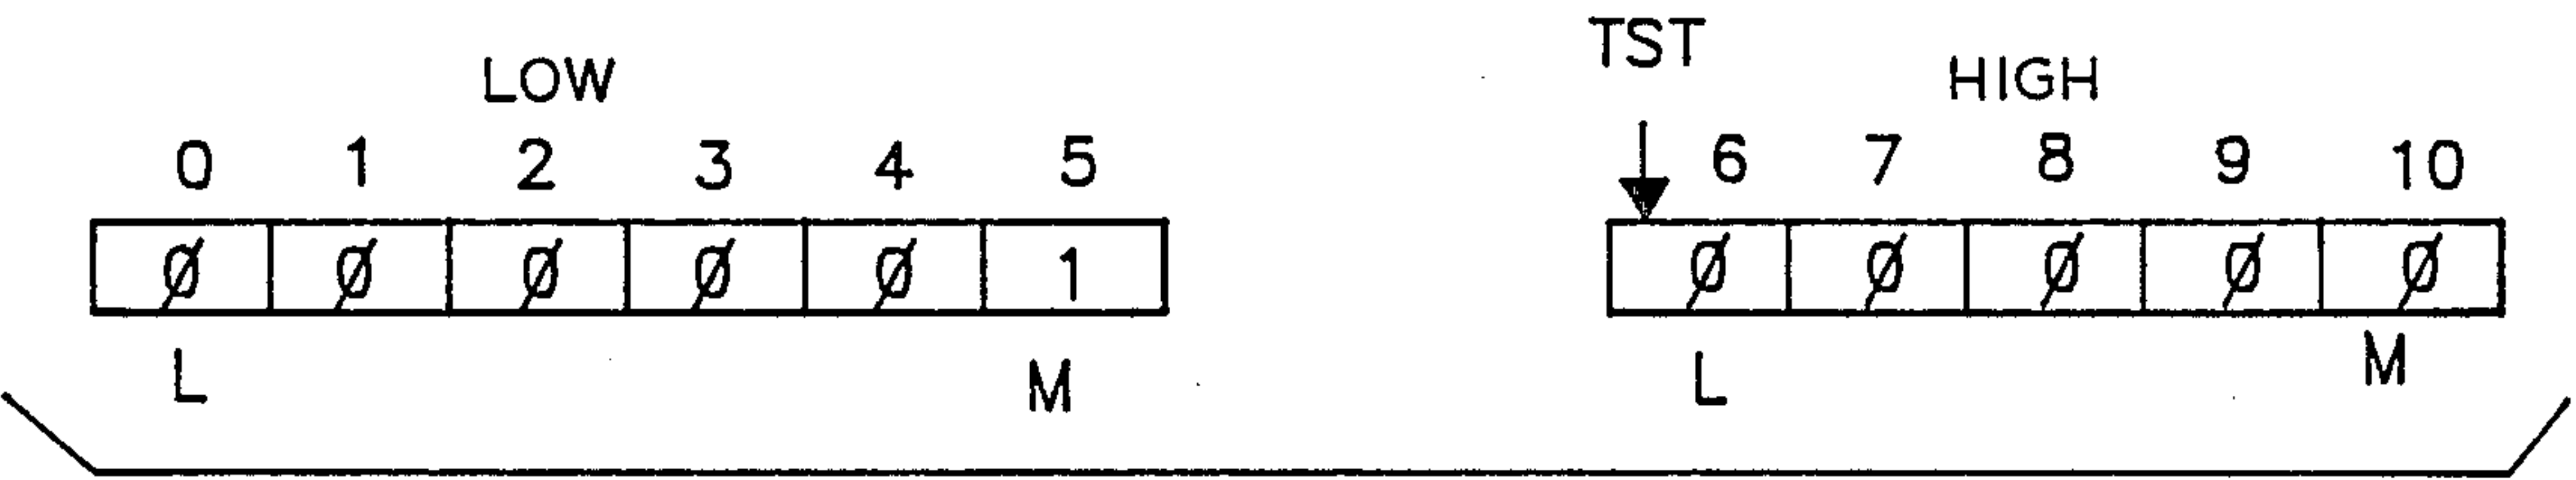 LOW TST HIGH
0 1 2 3 4 5 6 7 8 9 10
Ø Ø Ø Ø Ø 1 Ø Ø Ø Ø Ø
L M L M